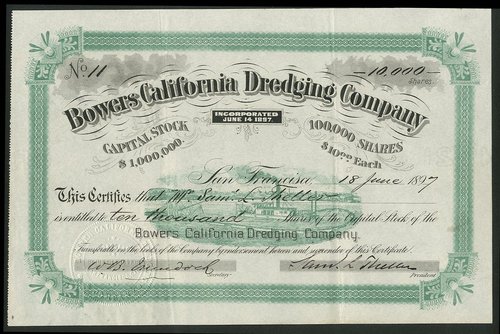 No. 11
10,000
Shares.
Bowers California Dredging Company
INCORPORATED
JUNE 14 1897.
CAPITAL STOCK
$1,000,000.
100,000 SHARES
$10.00 Each
San Francisco 18 June 1897
This Certifies that Mr. Saml. L. Theller
is entitled to ten thousand Shares of the Capital Stock of the
Bowers California Dredging Company.
Transferable on the books of the Company by endorsement hereon and surrender of this Certificate.
Secretary
Saml. L. Theller
President